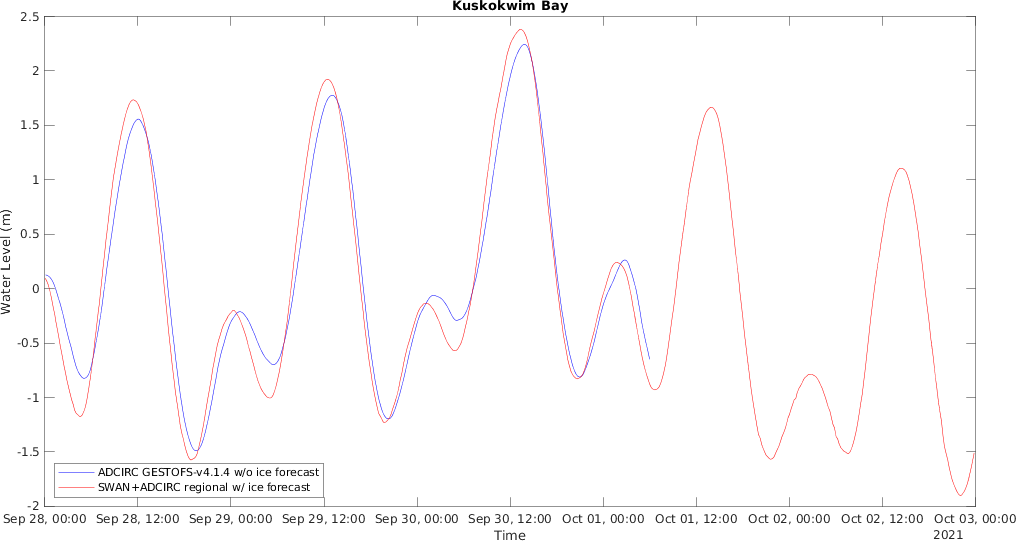 Kuskokwim Bay
2.5
2
1.5
1
0.5
0
-0.5
-1
-1.5
-2
Water Level (m)
ADCIRC GESTOFS-v4.1.4 w/o ice forecast
SWAN+ADCIRC regional w/ ice forecast
Sep 28, 00:00 Sep 28, 12:00 Sep 29, 00:00 Sep 29, 12:00 Sep 30, 00:00 Sep 30, 12:00 Oct 01, 00:00 Oct 01, 12:00 Oct 02, 00:00 Oct 02, 12:00 Oct 03, 00:00
Time
2021